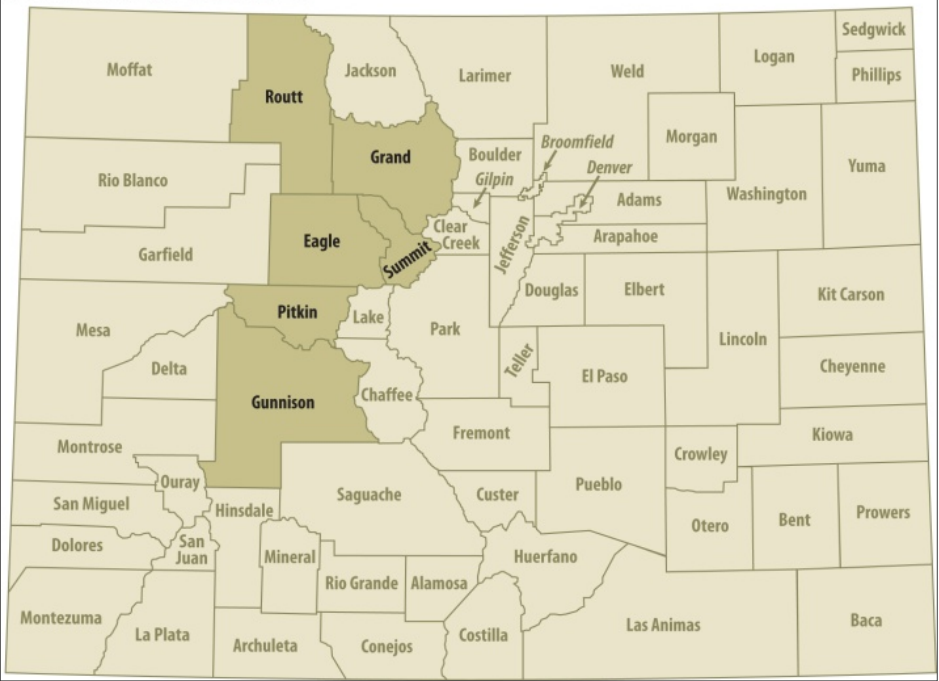 Sedgwick
Moffat
Jackson
Larimer
Weld
Logan
Phillips
Routt
Morgan
Grand
Boulder
Broomfield
Gilpin
Denver
Yuma
Rio Blanco
Washington
Adams
Clear
Creek
Jefferson
Arapahoe
Eagle
Summit
Garfield
Douglas
Elbert
Kit Carson
Pitkin
Lake
Park
Lincoln
Mesa
Delta
Teller
El Paso
Cheyenne
Gunnison
Chaffee
Fremont
Kiowa
Montrose
Crowley
Ouray
Saguache
Custer
Pueblo
San Miguel
Hinsdale
Otero
Bent
Prowers
Dolores
San
Juan
Mineral
Huerfano
Rio Grande
Alamosa
Montezuma
La Plata
Archuleta
Conejos
Costilla
Las Animas
Baca